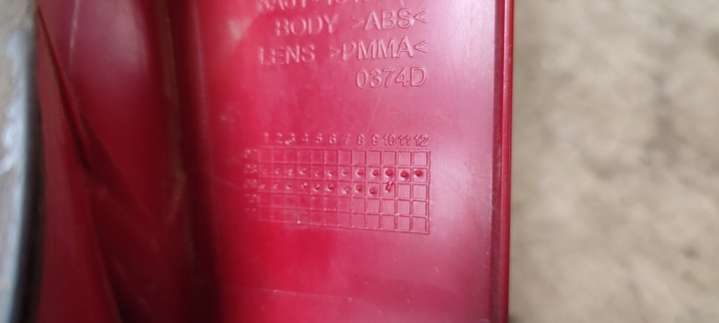 BODY >ABS<
LENS >PMMA<
0374D
1 2 3 4 5 6 7 8 9 10 11 12